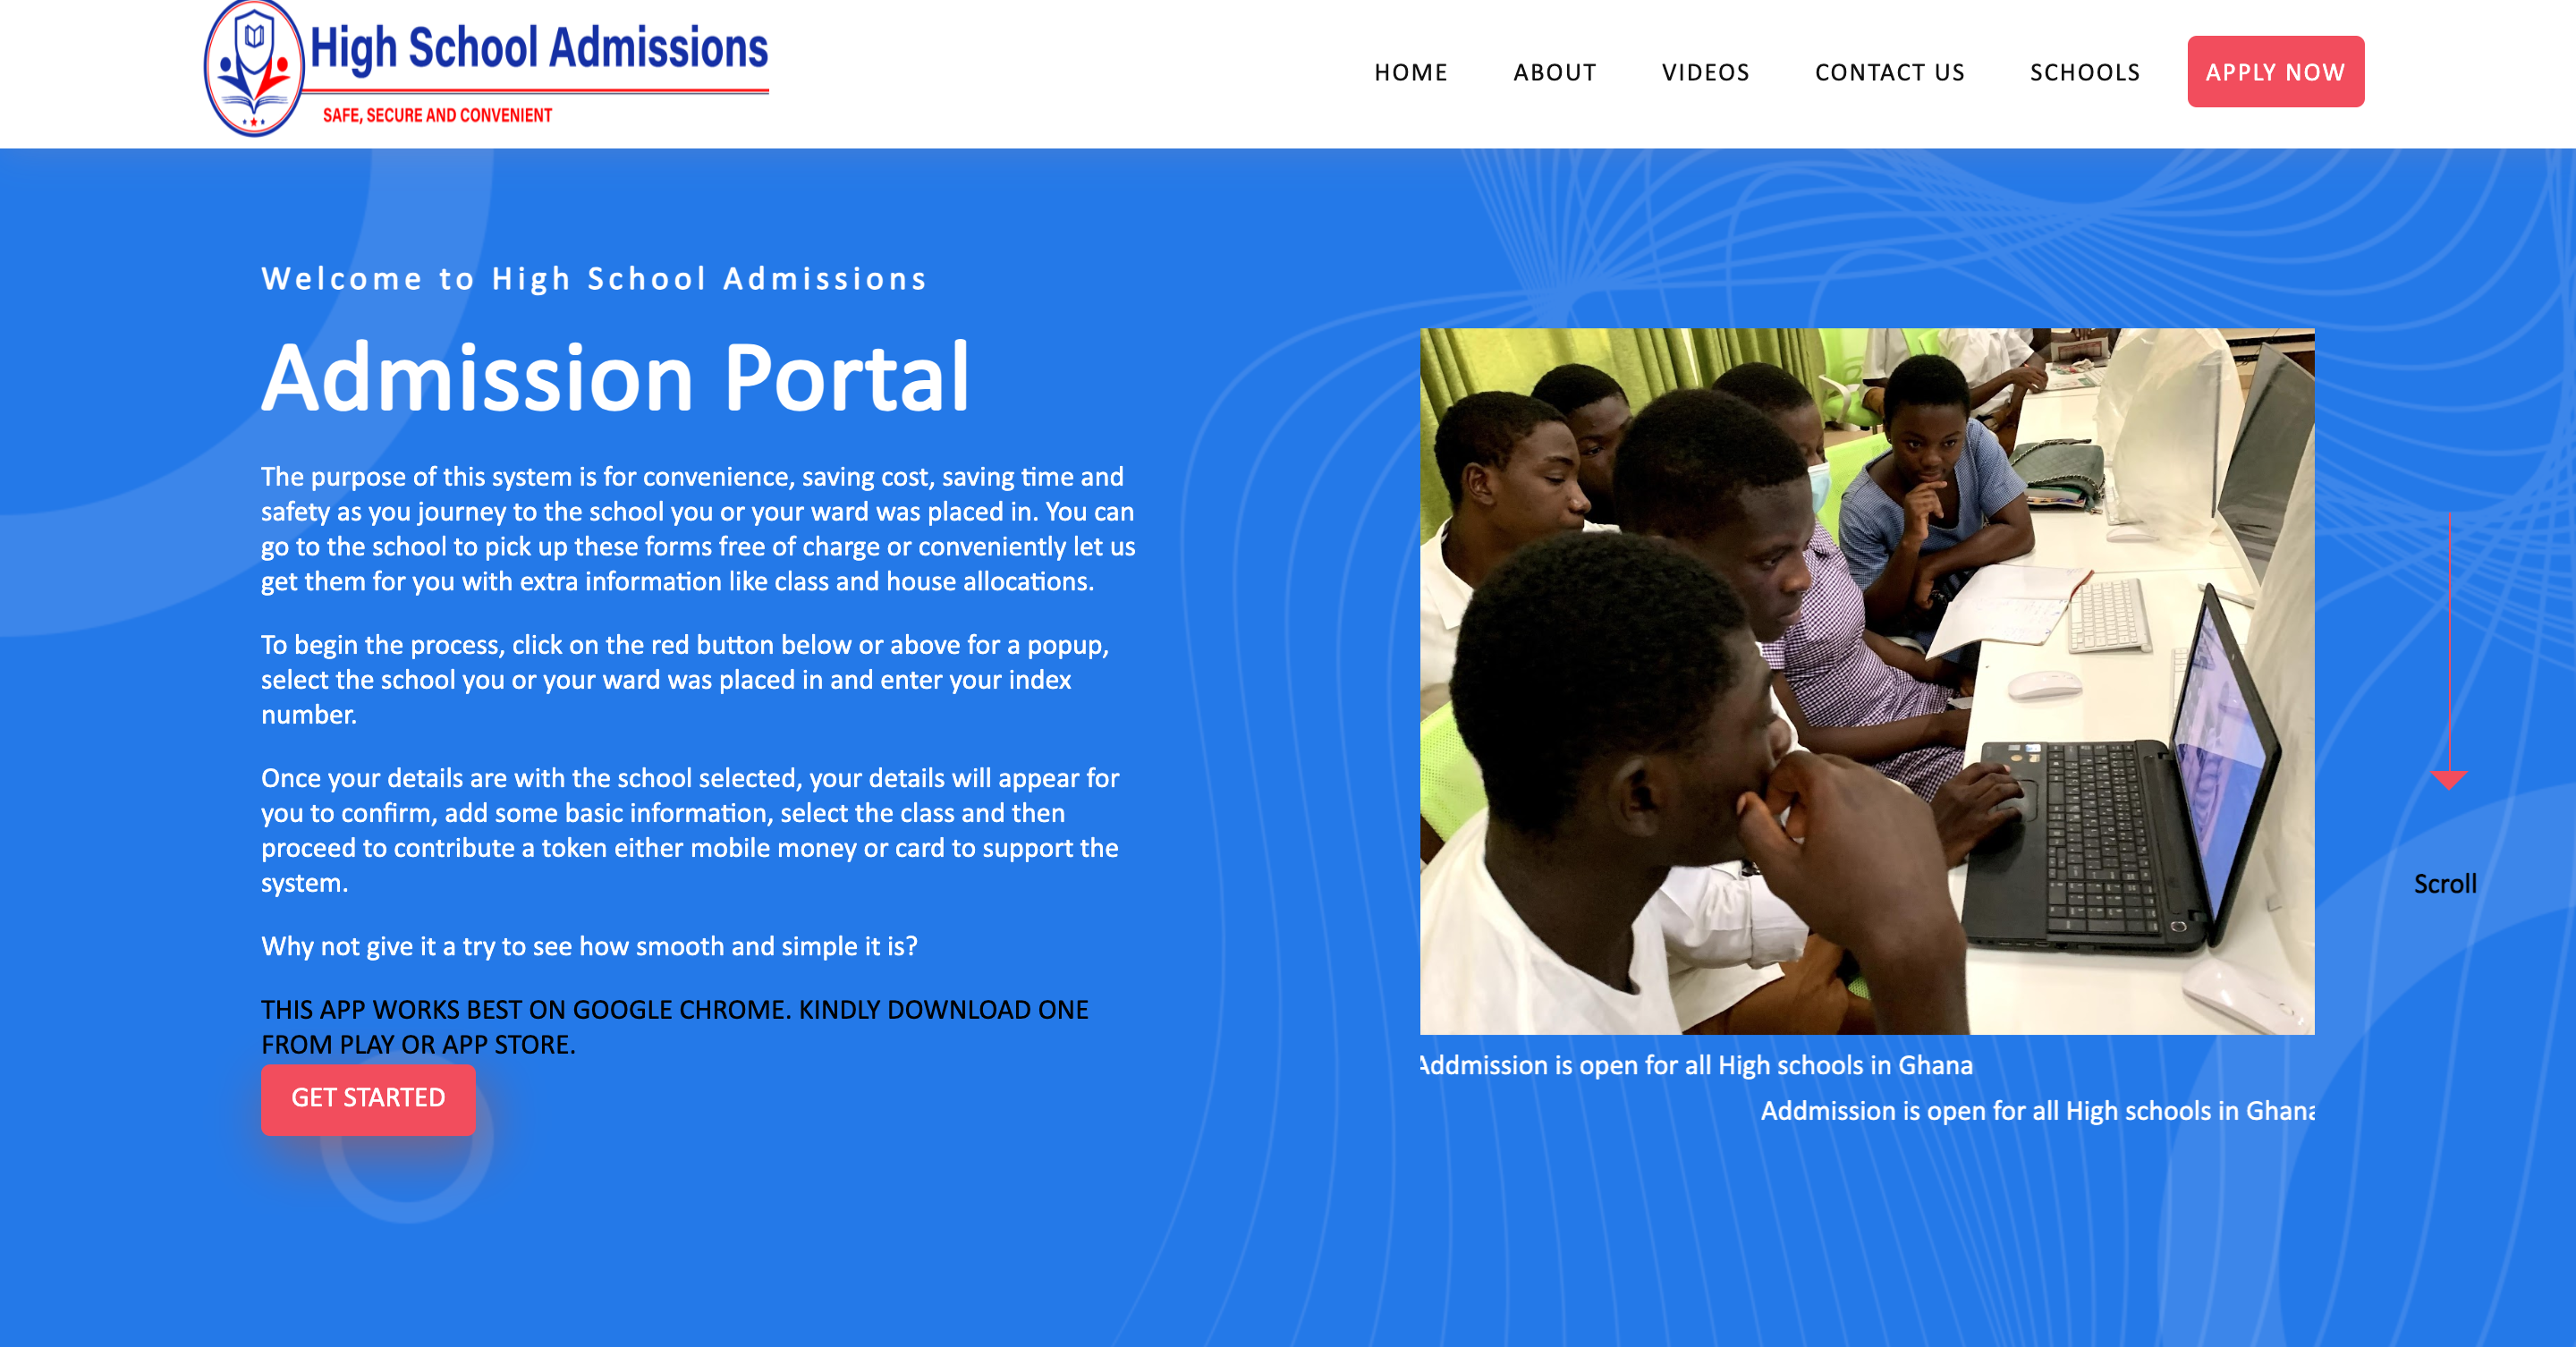 High School Admissions
SAFE, SECURE AND CONVENIENT
HOME
ABOUT
VIDEOS
CONTACT US
SCHOOLS
APPLY NOW
Welcome to High School Admissions
Admission Portal
The purpose of this system is for convenience, saving cost, saving time and
safety as you journey to the school you or your ward was placed in. You can
go to the school to pick up these forms free of charge or conveniently let us
get them for you with extra information like class and house allocations.
To begin the process, click on the red button below or above for a popup,
select the school you or your ward was placed in and enter your index
number.
Once your details are with the school selected, your details will appear for
you to confirm, add some basic information, select the class and then
proceed to contribute a token either mobile money or card to support the
system.
Why not give it a try to see how smooth and simple it is?
THIS APP WORKS BEST ON GOOGLE CHROME. KINDLY DOWNLOAD ONE
FROM PLAY OR APP STORE.
GET STARTED
Addmission is open for all High schools in Ghana
Addmission is open for all High schools in Ghana
Scroll